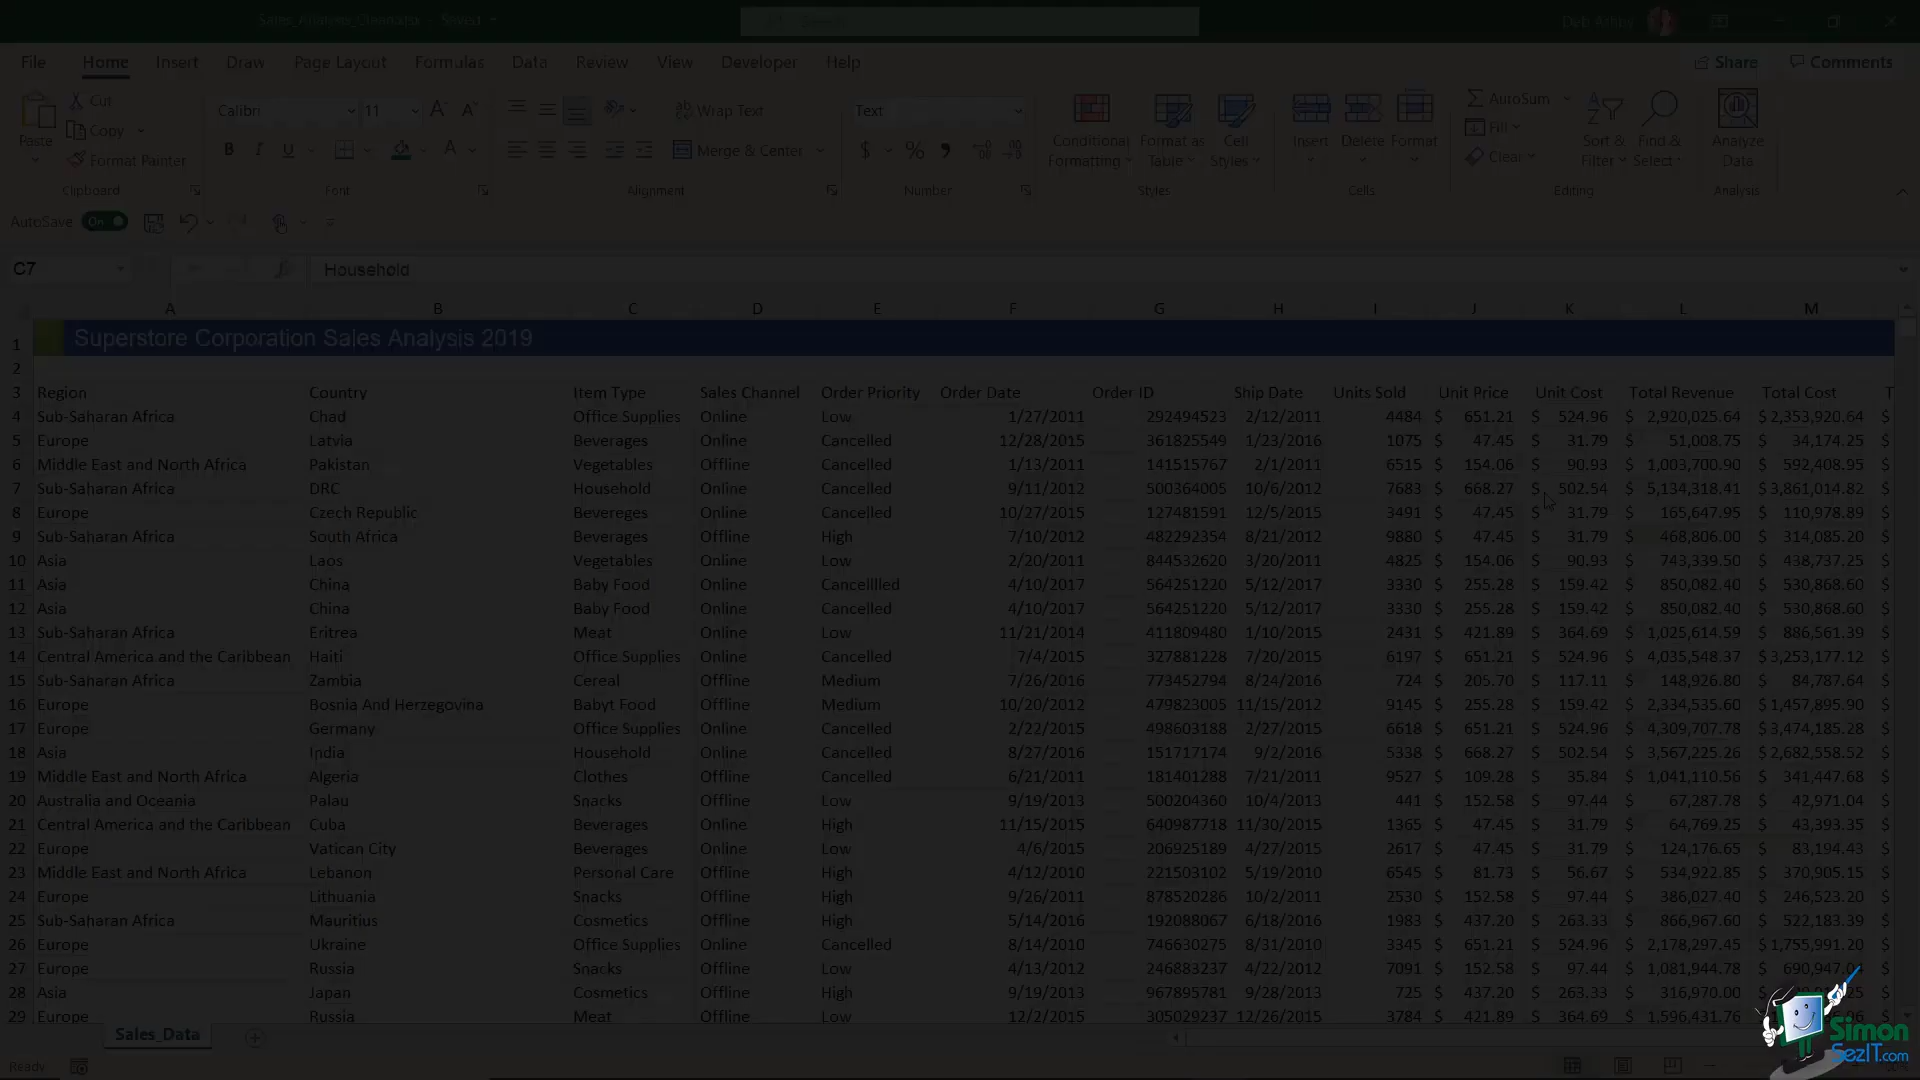 Sales_Analysis_Cleandata - Saved
Search
File Home Insert Draw Page Layout Formulas Data Review View Developer Help Share Comments
Paste Cut Copy Format Painter Clipboard
Calibri 11 B I U A Font
Wrap Text Merge & Center Alignment
Text $ % Number
Conditional Formatting Format as Table Cell Styles Styles
Insert Delete Format Cells
AutoSum Fill Clear Sort & Filter Find & Select Editing
Analyze Data Analysis
AutoSave On
C7 fx Household
A B C D E F G H I J K L M
1 Superstore Corporation Sales Analysis 2019
2
3 Region Country Item Type Sales Channel Order Priority Order Date Order ID Ship Date Units Sold Unit Price Unit Cost Total Revenue Total Cost T
4 Sub-Saharan Africa Chad Office Supplies Online Low 1/27/2011 292494523 2/12/2011 4484 $ 651.21 $ 524.96 $ 2,920,025.64 $ 2,353,920.64 $
5 Europe Latvia Beverages Online Cancelled 12/28/2015 361825549 1/23/2016 1075 $ 47.45 $ 31.79 $ 51,008.75 $ 34,174.25 $
6 Middle East and North Africa Pakistan Vegetables Offline Cancelled 1/13/2011 141515767 2/1/2011 6515 $ 154.06 $ 90.93 $ 1,003,700.90 $ 592,408.95 $
7 Sub-Saharan Africa DRC Household Online Cancelled 9/11/2012 500364005 10/6/2012 7683 $ 668.27 $ 502.54 $ 5,134,318.41 $ 3,861,014.82 $
8 Europe Czech Republic Bevereges Online Cancelled 10/27/2015 127481591 12/5/2015 3491 $ 47.45 $ 31.79 $ 165,647.95 $ 110,978.89 $
9 Sub-Saharan Africa South Africa Beverages Offline High 7/10/2012 482292354 8/21/2012 9880 $ 47.45 $ 31.79 $ 468,806.00 $ 314,085.20 $
10 Asia Laos Vegetables Online Low 2/20/2011 844532620 3/20/2011 4825 $ 154.06 $ 90.93 $ 743,339.50 $ 438,737.25 $
11 Asia China Baby Food Online Cancelllled 4/10/2017 564251220 5/12/2017 3330 $ 255.28 $ 159.42 $ 850,082.40 $ 530,868.60 $
12 Asia China Baby Food Online Cancelled 4/10/2017 564251220 5/12/2017 3330 $ 255.28 $ 159.42 $ 850,082.40 $ 530,868.60 $
13 Sub-Saharan Africa Eritrea Meat Online Low 11/21/2014 411809480 1/10/2015 2431 $ 421.89 $ 364.69 $ 1,025,614.59 $ 886,561.39 $
14 Central America and the Caribbean Haiti Office Supplies Online Cancelled 7/4/2015 327881228 7/20/2015 6197 $ 651.21 $ 524.96 $ 4,035,548.37 $ 3,253,177.12 $
15 Sub-Saharan Africa Zambia Cereal Offline Medium 7/26/2016 773452794 8/24/2016 724 $ 205.70 $ 117.11 $ 148,926.80 $ 84,787.64 $
16 Europe Bosnia And Herzegovina Babyt Food Offline Medium 10/20/2012 479823005 11/15/2012 9145 $ 255.28 $ 159.42 $ 2,334,535.60 $ 1,457,895.90 $
17 Europe Germany Office Supplies Online Cancelled 2/22/2015 498603188 2/27/2015 6618 $ 651.21 $ 524.96 $ 4,309,707.78 $ 3,474,185.28 $
18 Asia India Household Online Cancelled 8/27/2016 151717174 9/2/2016 5338 $ 668.27 $ 502.54 $ 3,567,225.26 $ 2,682,558.52 $
19 Middle East and North Africa Algeria Clothes Offline Cancelled 6/21/2011 181401288 7/21/2011 9527 $ 109.28 $ 35.84 $ 1,041,110.56 $ 341,447.68 $
20 Australia and Oceania Palau Snacks Offline Low 9/19/2013 500204360 10/4/2013 441 $ 152.58 $ 97.44 $ 67,287.78 $ 42,971.04 $
21 Central America and the Caribbean Cuba Beverages Online High 11/15/2015 640987718 11/30/2015 1365 $ 47.45 $ 31.79 $ 64,769.25 $ 43,393.35 $
22 Europe Vatican City Beverages Online Low 4/6/2015 206925189 4/27/2015 2617 $ 47.45 $ 31.79 $ 124,176.65 $ 83,194.43 $
23 Middle East and North Africa Lebanon Personal Care Offline High 4/12/2010 221503102 5/19/2010 6545 $ 81.73 $ 56.67 $ 534,922.85 $ 370,905.15 $
24 Europe Lithuania Snacks Offline High 9/26/2011 878520286 10/2/2011 2530 $ 152.58 $ 97.44 $ 386,027.40 $ 246,523.20 $
25 Sub-Saharan Africa Mauritius Cosmetics Offline High 5/14/2016 192088067 6/18/2016 1983 $ 437.20 $ 263.33 $ 866,967.60 $ 522,183.39 $
26 Europe Ukraine Office Supplies Online Cancelled 8/14/2010 746630275 8/31/2010 3345 $ 651.21 $ 524.96 $ 2,178,297.45 $ 1,755,991.20 $
27 Europe Russia Snacks Offline Low 4/13/2012 246883237 4/22/2012 7091 $ 152.58 $ 97.44 $ 1,081,944.78 $ 690,947.04
28 Asia Japan Cosmetics Offline High 9/19/2013 967895781 9/28/2013 725 $ 437.20 $ 263.33 $ 316,970.00 $
29 Europe Russia Meat Offline Low 12/2/2015 305029237 12/26/2015 3784 $ 421.89 $ 364.69 $ 1,596,431.76 $
Sales_Data
Ready
Simon
SezIT.com